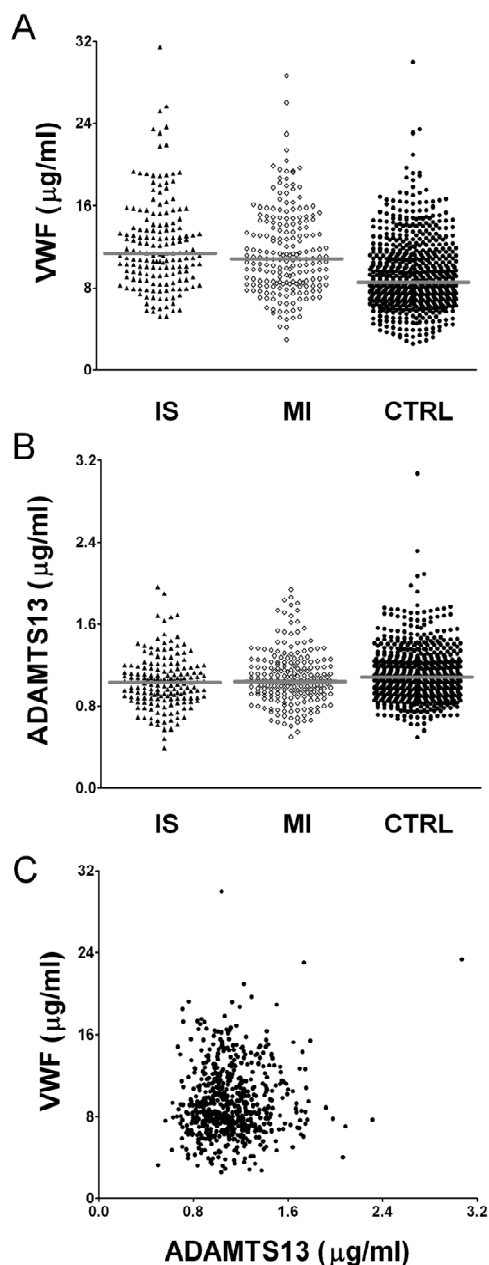 A
VWF (µg/ml)
32
24
16
8
0
IS MI CTRL
B
ADAMTS13 (µg/ml)
3.2
2.4
1.6
0.8
0.0
IS MI CTRL
C
VWF (µg/ml)
32
24
16
8
0
0.0 0.8 1.6 2.4 3.2
ADAMTS13 (µg/ml)